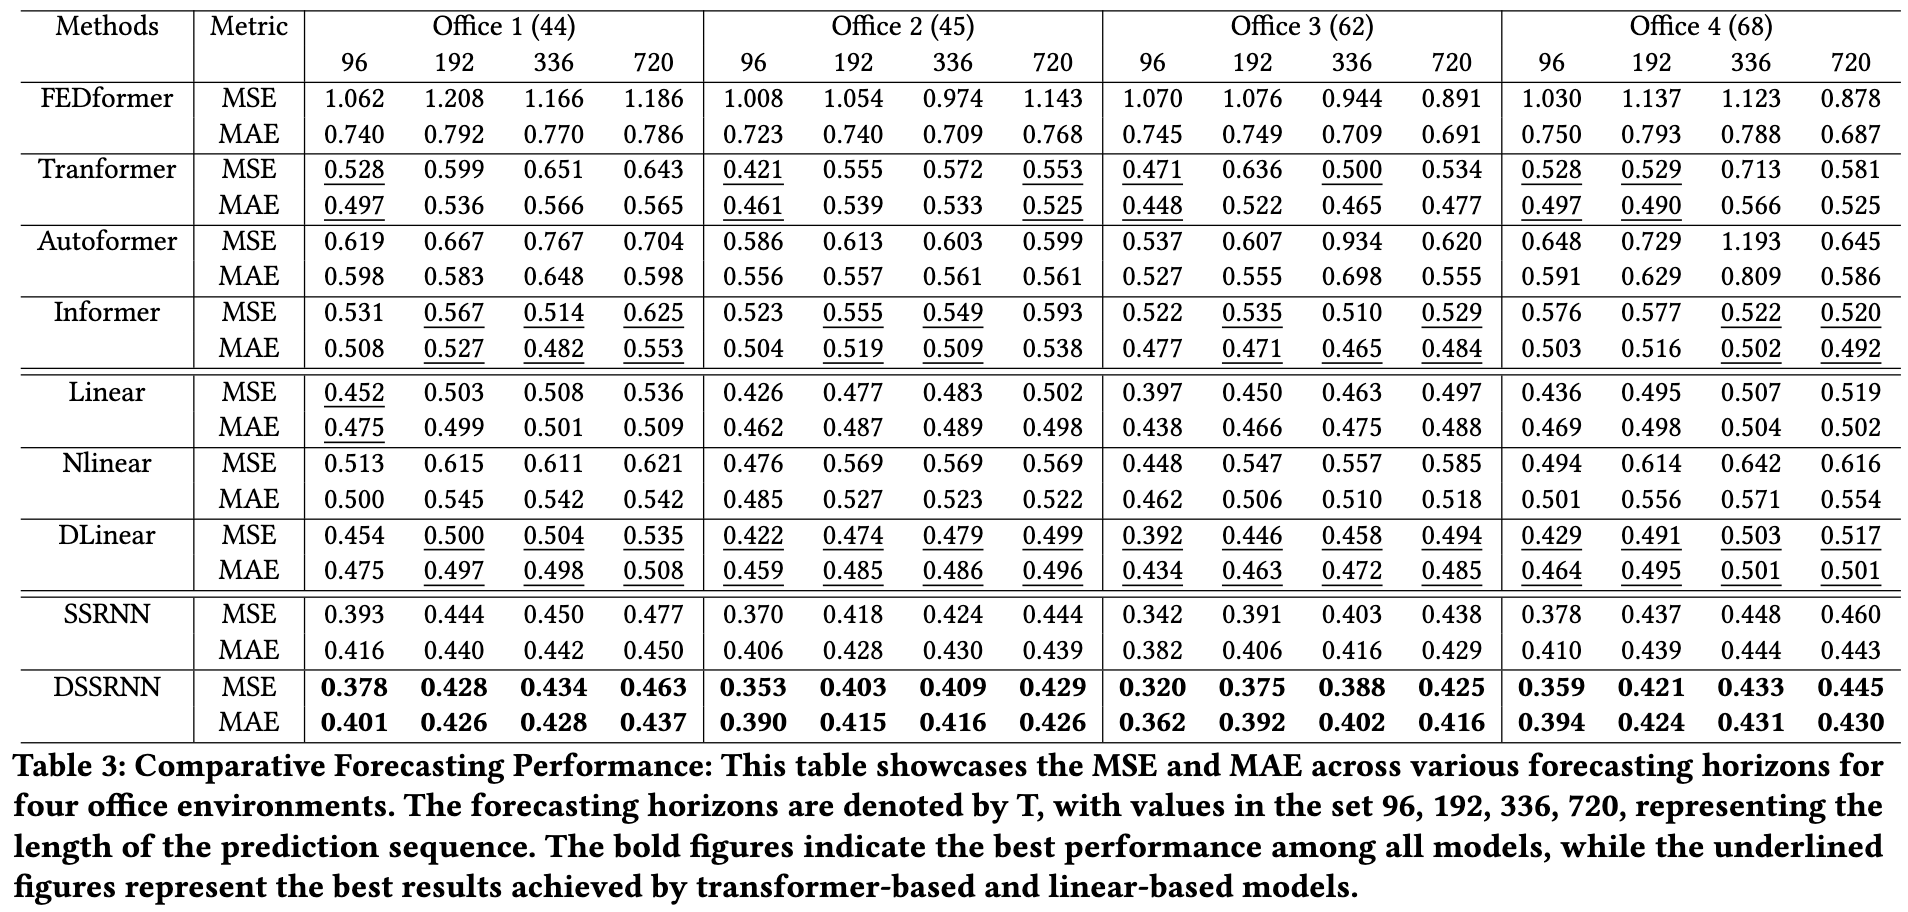 Methods Metric Office 1 (44) Office 2 (45) Office 3 (62) Office 4 (68)
96 192 336 720 96 192 336 720 96 192 336 720 96 192 336 720
FEDformer MSE 1.062 1.208 1.166 1.186 1.008 1.054 0.974 1.143 1.070 1.076 0.944 0.891 1.030 1.137 1.123 0.878
MAE 0.740 0.792 0.770 0.786 0.723 0.740 0.709 0.768 0.745 0.749 0.709 0.691 0.750 0.793 0.788 0.687
Tranformer MSE 0.528 0.599 0.651 0.643 0.421 0.555 0.572 0.553 0.471 0.636 0.500 0.534 0.528 0.529 0.713 0.581
MAE 0.497 0.536 0.566 0.565 0.461 0.539 0.533 0.525 0.448 0.522 0.465 0.477 0.497 0.490 0.566 0.525
Autoformer MSE 0.619 0.667 0.767 0.704 0.586 0.613 0.603 0.599 0.537 0.607 0.934 0.620 0.648 0.729 1.193 0.645
MAE 0.598 0.583 0.648 0.598 0.556 0.557 0.561 0.561 0.527 0.555 0.698 0.555 0.591 0.629 0.809 0.586
Informer MSE 0.531 0.567 0.514 0.625 0.523 0.555 0.549 0.593 0.522 0.535 0.510 0.529 0.576 0.577 0.522 0.520
MAE 0.508 0.527 0.482 0.553 0.504 0.519 0.509 0.538 0.477 0.471 0.465 0.484 0.503 0.516 0.502 0.492
Linear MSE 0.452 0.503 0.508 0.536 0.426 0.477 0.483 0.502 0.397 0.450 0.463 0.497 0.436 0.495 0.507 0.519
MAE 0.475 0.499 0.501 0.509 0.462 0.487 0.489 0.498 0.438 0.466 0.475 0.488 0.469 0.498 0.504 0.502
Nlinear MSE 0.513 0.615 0.611 0.621 0.476 0.569 0.569 0.569 0.448 0.547 0.557 0.585 0.494 0.614 0.642 0.616
MAE 0.500 0.545 0.542 0.542 0.485 0.527 0.523 0.522 0.462 0.506 0.510 0.518 0.501 0.556 0.571 0.554
DLinear MSE 0.454 0.500 0.504 0.535 0.422 0.474 0.479 0.499 0.392 0.446 0.458 0.494 0.429 0.491 0.503 0.517
MAE 0.475 0.497 0.498 0.508 0.459 0.485 0.486 0.496 0.434 0.463 0.472 0.485 0.464 0.495 0.501 0.501
SSRNN MSE 0.393 0.444 0.450 0.477 0.370 0.418 0.424 0.444 0.342 0.391 0.403 0.438 0.378 0.437 0.448 0.460
MAE 0.416 0.440 0.442 0.450 0.406 0.428 0.430 0.439 0.382 0.406 0.416 0.429 0.410 0.439 0.444 0.443
DSSRNN MSE 0.378 0.428 0.434 0.463 0.353 0.403 0.409 0.429 0.320 0.375 0.388 0.425 0.359 0.421 0.433 0.445
MAE 0.401 0.426 0.428 0.437 0.390 0.415 0.416 0.426 0.362 0.392 0.402 0.416 0.394 0.424 0.431 0.430
Table 3: Comparative Forecasting Performance: This table showcases the MSE and MAE across various forecasting horizons for
four office environments. The forecasting horizons are denoted by T, with values in the set 96, 192, 336, 720, representing the
length of the prediction sequence. The bold figures indicate the best performance among all models, while the underlined
figures represent the best results achieved by transformer-based and linear-based models.